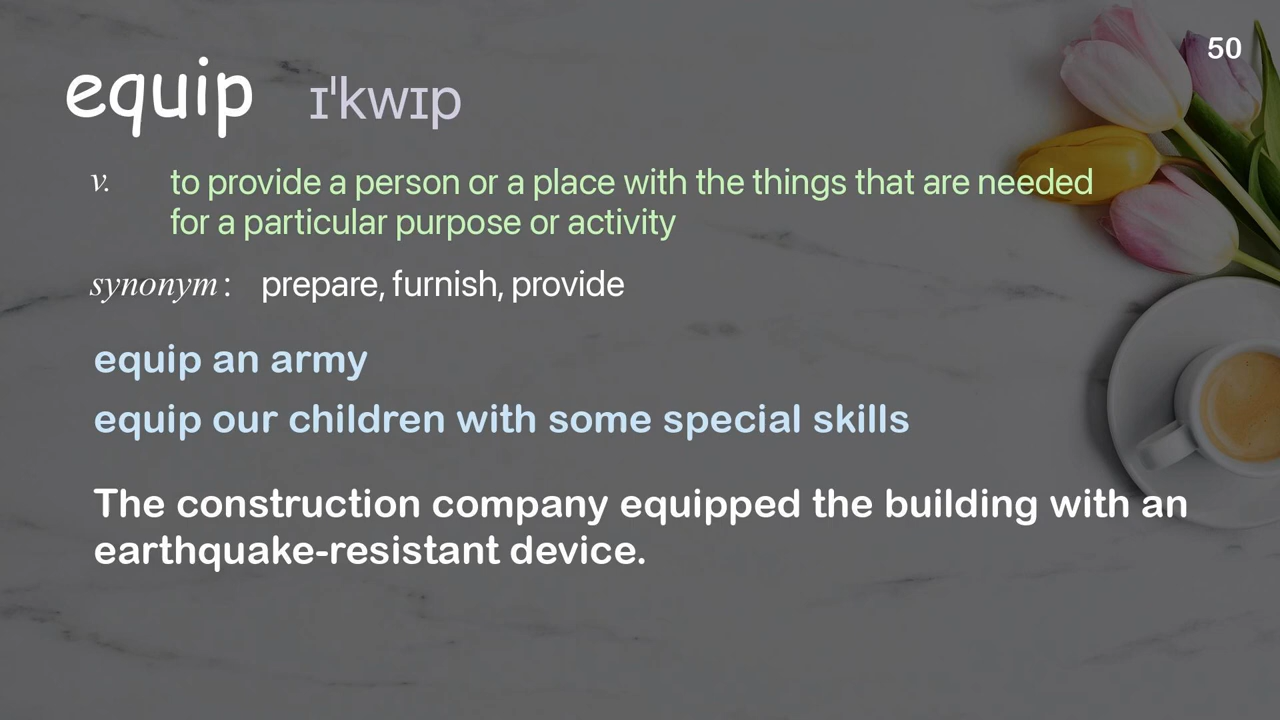 50
equip ɪˈkwɪp
v. to provide a person or a place with the things that are needed
for a particular purpose or activity
synonym: prepare, furnish, provide
equip an army
equip our children with some special skills
The construction company equipped the building with an
earthquake-resistant device.